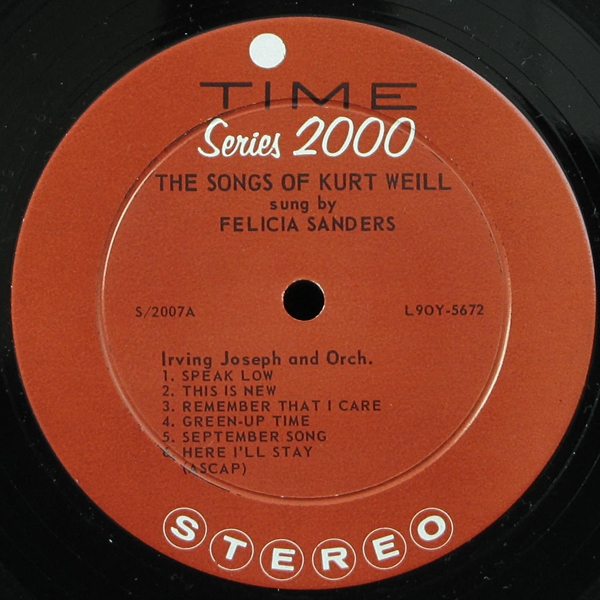 TIME
Series 2000
THE SONGS OF KURT WEILL
sung by
FELICIA SANDERS
S/2007A
L9OY-5672
Irving Joseph and Orch.
1. SPEAK LOW
2. THIS IS NEW
3. REMEMBER THAT I CARE
4. GREEN-UP TIME
5. SEPTEMBER SONG
6. HERE I'LL STAY
(ASCAP)
STEREO